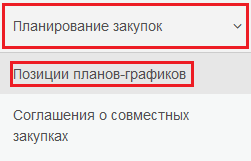 Планирование закупок
Позиции планов-графиков
Соглашения о совместных
закупках